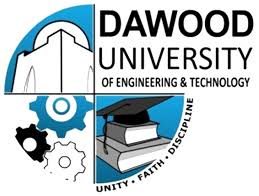 DAWOOD
UNIVERSITY
OF ENGINEERING & TECHNOLOGY
UNITY • FAITH • DISCIPLINE